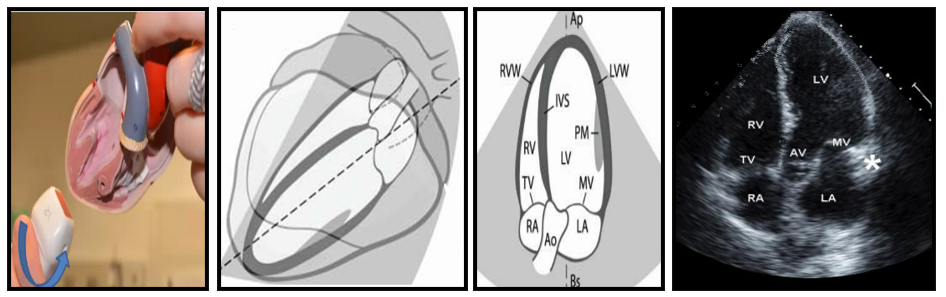 Ap
RVW
LVW
IVS
PM
RV
LV
TV
MV
RA
LA
Ao
Bs
LV
RV
MV
AV
TV
*
RA
LA